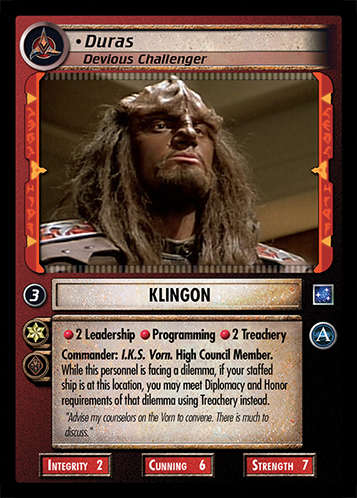 • Duras
Devious Challenger
3
KLINGON
• 2 Leadership • Programming • 2 Treachery
A
Commander: I.K.S. Vorn. High Council Member.
While this personnel is facing a dilemma, if your staffed
ship is at this location, you may meet Diplomacy and Honor
requirements of that dilemma using Treachery instead.
"Advise my counselors on the Vorn to convene. There is much to
discuss."
INTEGRITY 2 CUNNING 6 STRENGTH 7